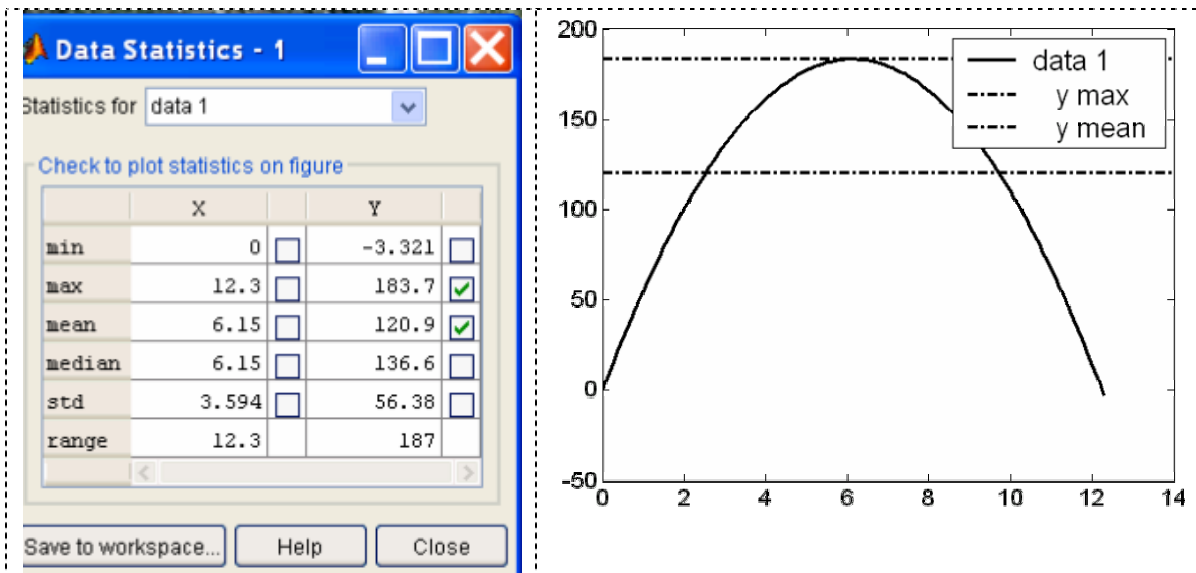 Data Statistics - 1
Statistics for data 1
Check to plot statistics on figure
X Y
min 0 -3.321
max 12.3 183.7
mean 6.15 120.9
median 6.15 136.6
std 3.594 56.38
range 12.3 187
Save to workspace... Help Close
200
150
100
50
0
-50
0 2 4 6 8 10 12 14
data 1
y max
y mean